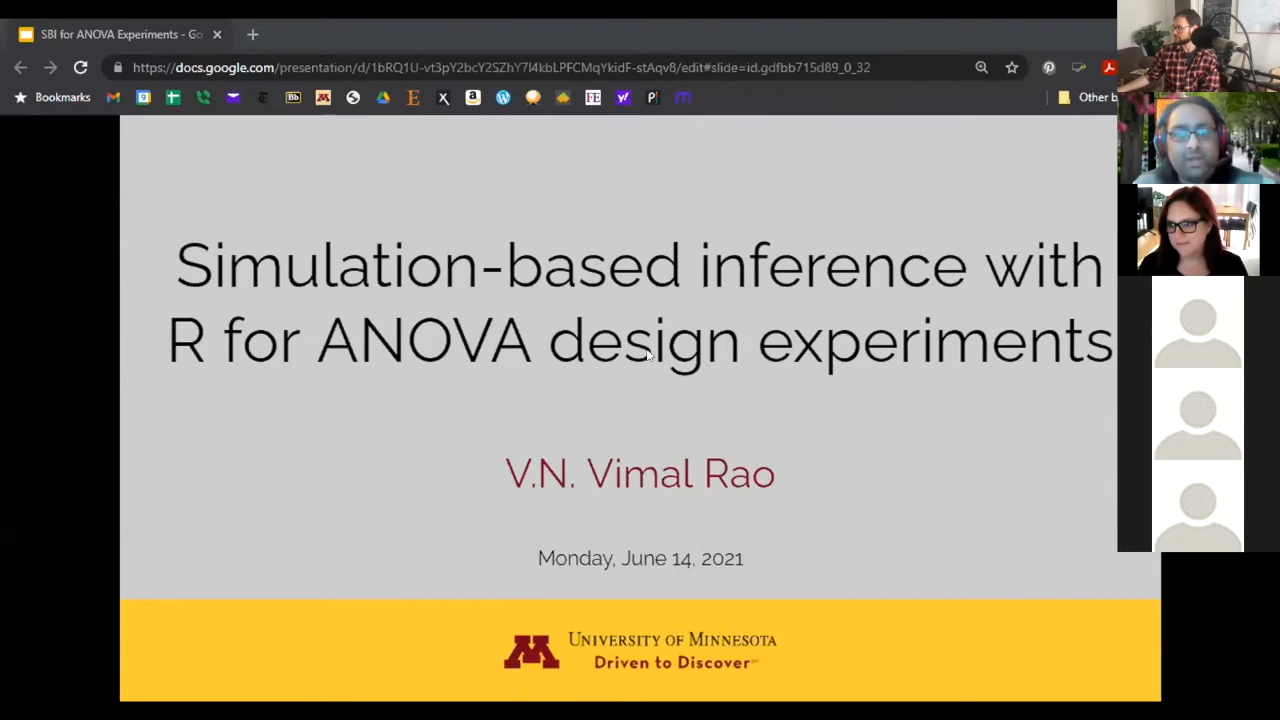 SBI for ANOVA Experiments - Go
https://docs.google.com/presentation/d/1bRQ1U-vt3pY2bcY2SZhY7l4kbLPFCMqYkidF-stAqv8/edit#slide=id.gdfbb715d89_0_32
Bookmarks
Other b
Simulation-based inference with
R for ANOVA design experiments
V.N. Vimal Rao
Monday, June 14, 2021
UNIVERSITY OF MINNESOTA
Driven to Discover